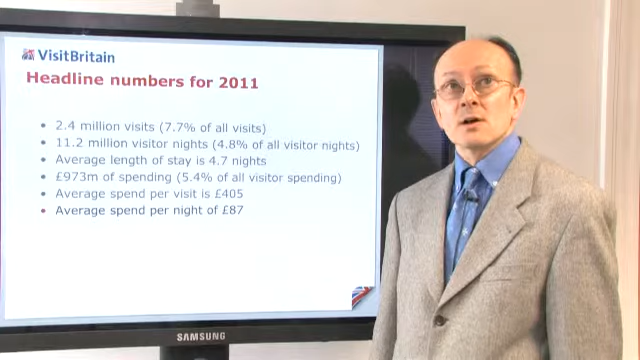 VisitBritain
Headline numbers for 2011
• 2.4 million visits (7.7% of all visits)
• 11.2 million visitor nights (4.8% of all visitor nights)
• Average length of stay is 4.7 nights
• £973m of spending (5.4% of all visitor spending)
• Average spend per visit is £405
• Average spend per night of £87
SAMSUNG